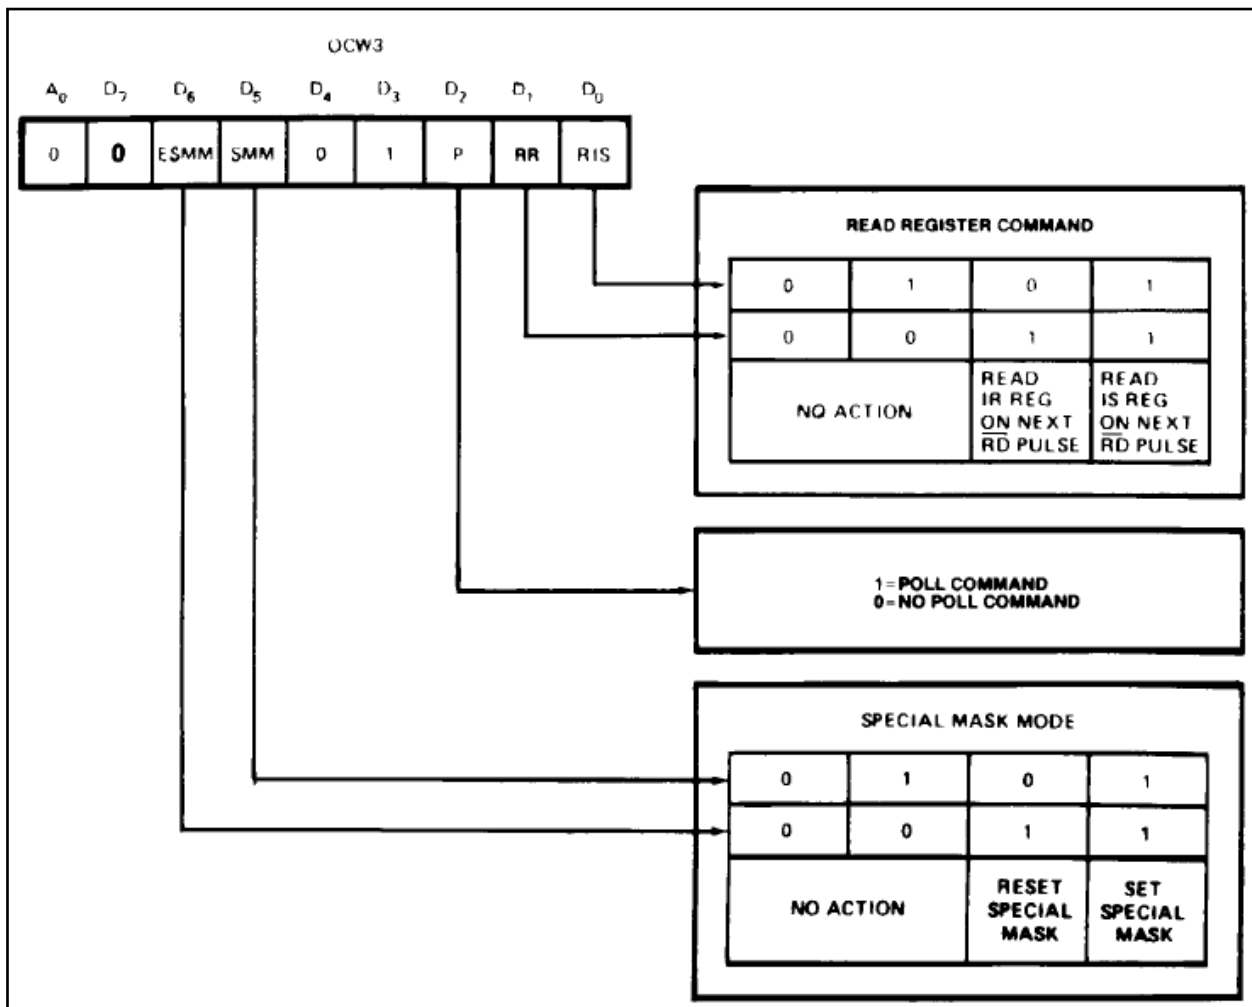 OCW3
A0 D7 D6 D5 D4 D3 D2 D1 D0
0 0 ESMM SMM 0 1 P RR RIS
READ REGISTER COMMAND
0 1 0 1
0 0 1 1
NO ACTION
READ
IR REG
ON NEXT
RD PULSE
READ
IS REG
ON NEXT
RD PULSE
1=POLL COMMAND
0=NO POLL COMMAND
SPECIAL MASK MODE
0 1 0 1
0 0 1 1
NO ACTION
RESET
SPECIAL
MASK
SET
SPECIAL
MASK